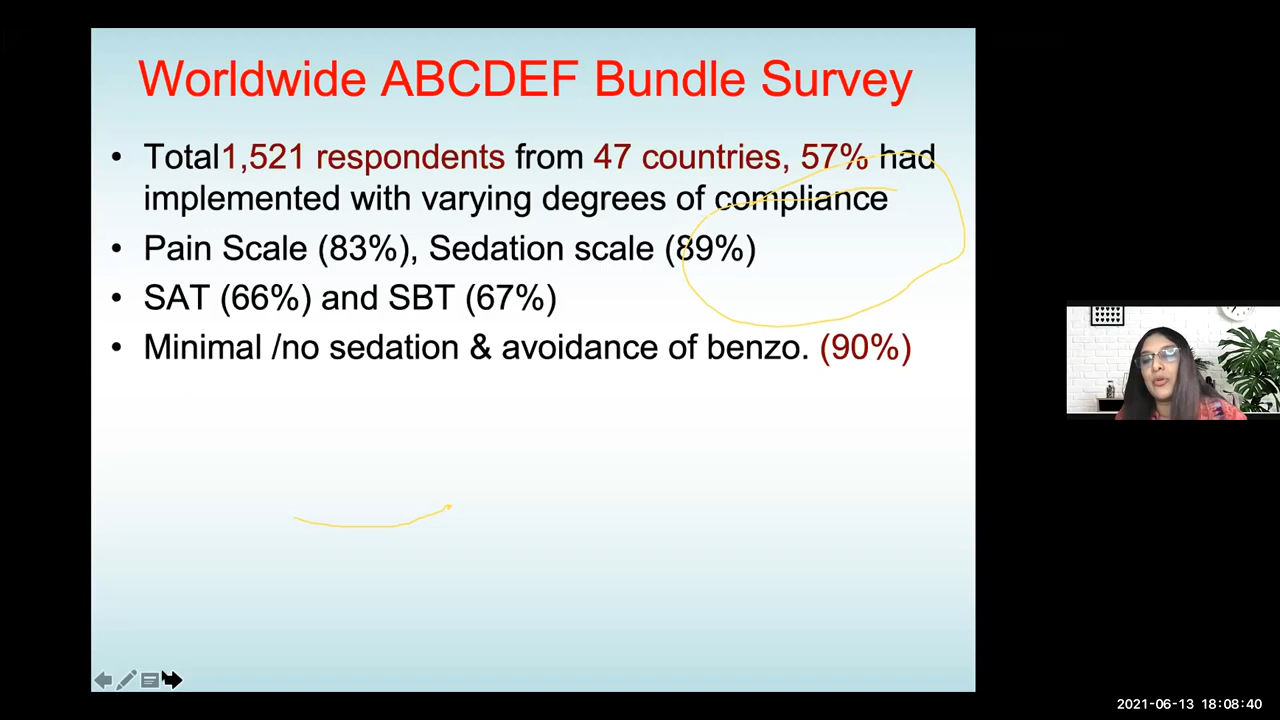 Worldwide ABCDEF Bundle Survey
• Total1,521 respondents from 47 countries, 57% had
implemented with varying degrees of compliance
• Pain Scale (83%), Sedation scale (89%)
• SAT (66%) and SBT (67%)
• Minimal /no sedation & avoidance of benzo. (90%)
2021-06-13 18:08:40